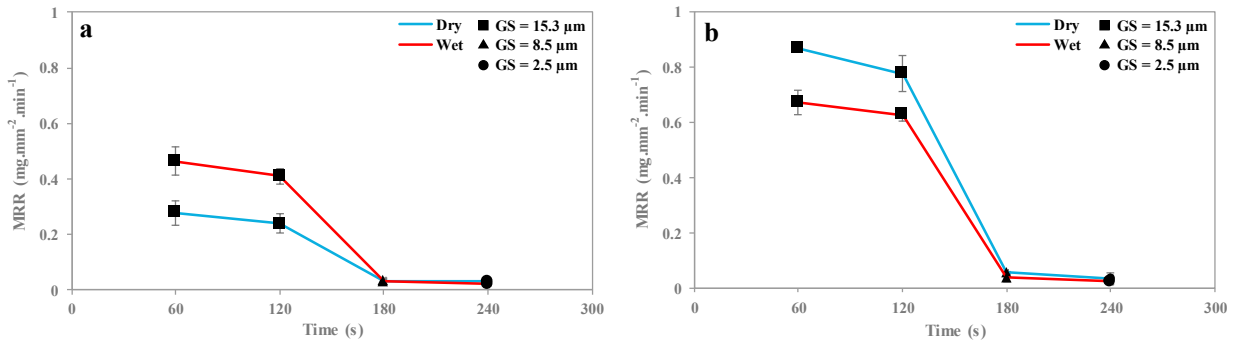 a
Dry
Wet
GS = 15.3 µm
GS = 8.5 µm
GS = 2.5 µm
MRR (mg.mm⁻².min⁻¹)
1
0.8
0.6
0.4
0.2
0
0
60
120
180
240
300
Time (s)
b
Dry
Wet
GS = 15.3 µm
GS = 8.5 µm
GS = 2.5 µm
MRR (mg.mm⁻².min⁻¹)
1
0.8
0.6
0.4
0.2
0
0
60
120
180
240
300
Time (s)